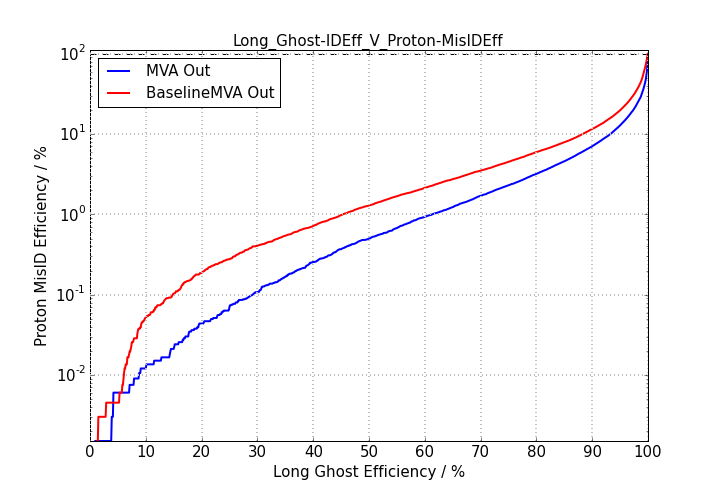 Long_Ghost-IDEff_V_Proton-MisIDEff
MVA Out
BaselineMVA Out
Proton MisID Efficiency / %
10^2
10^1
10^0
10^-1
10^-2
0 10 20 30 40 50 60 70 80 90 100
Long Ghost Efficiency / %